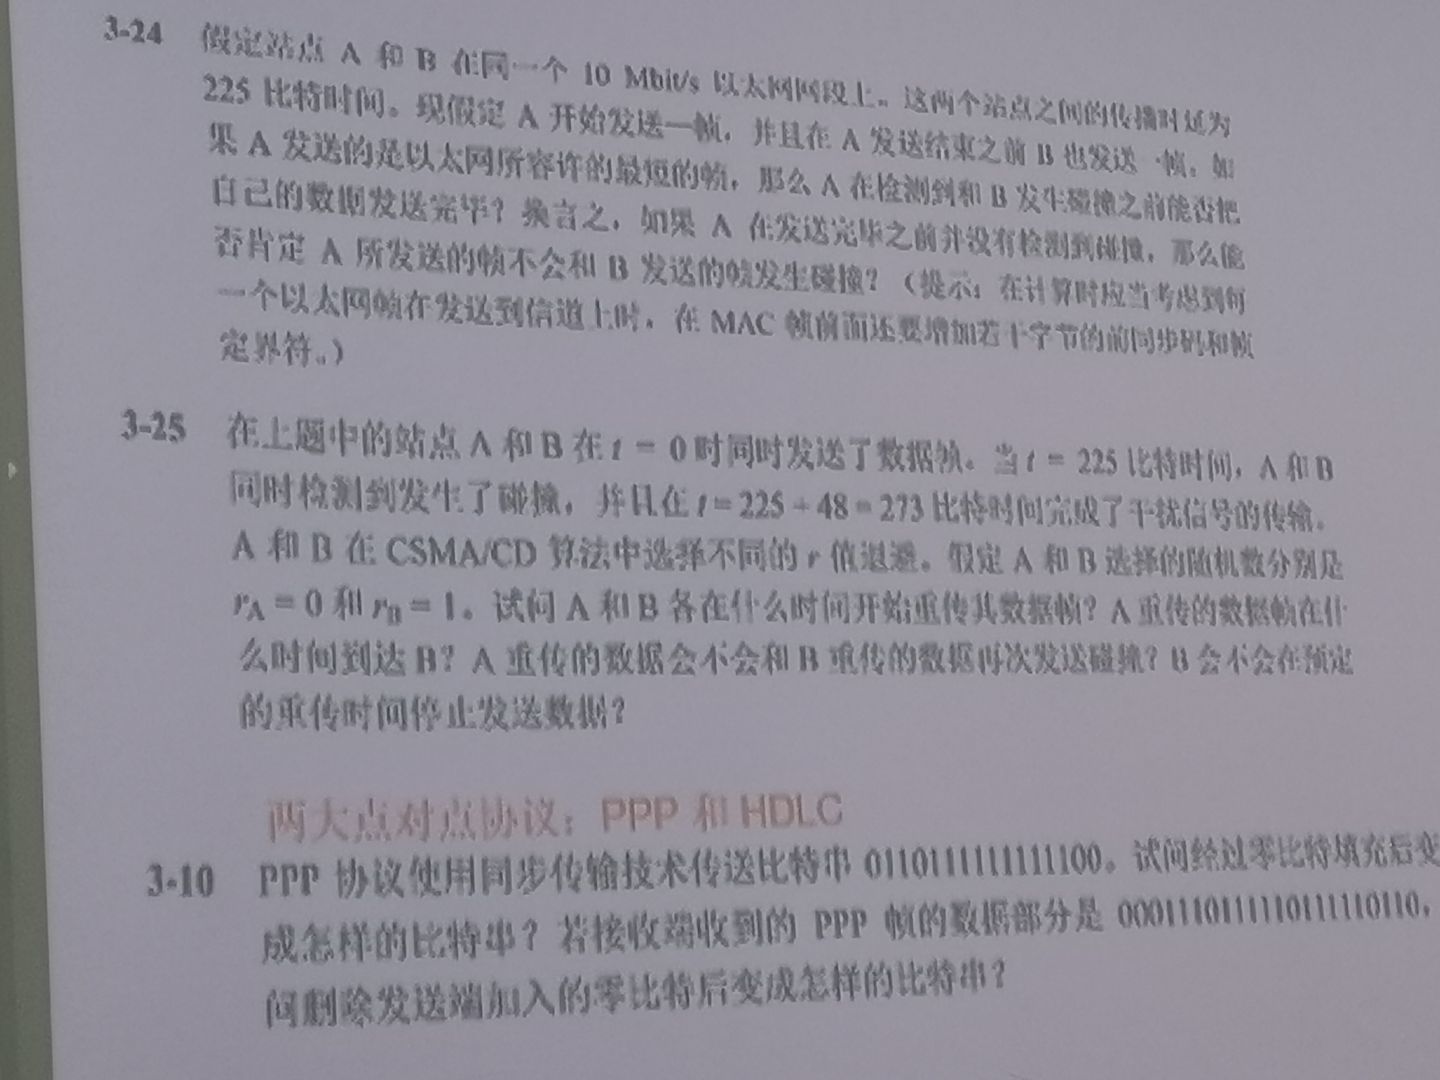 3-24 假定站点 A 和 B 在同一个 10 Mbit/s 以太网网段上。这两个站点之间的传播时延为
225 比特时间。现假定 A 开始发送一帧，并且在 A 发送结束之前 B 也发送一帧。如
果 A 发送的是以太网所容许的最短的帧，那么 A 在检测到和 B 发生碰撞之前能否把
自己的数据发送完毕？换言之，如果 A 在发送完毕之前并没有检测到碰撞，那么能
否肯定 A 所发送的帧不会和 B 发送的帧发生碰撞？（提示：在计算时应当考虑到每
一个以太网帧在发送到信道上时，在 MAC 帧前面还要增加若干字节的前同步码和帧
定界符。）
3-25 在上题中的站点 A 和 B 在 t = 0 时同时发送了数据帧。当 t = 225 比特时间，A 和 B
同时检测到发生了碰撞，并且在 t = 225 + 48 = 273 比特时间完成了干扰信号的传输。
A 和 B 在 CSMA/CD 算法中选择不同的 r 值退避。假定 A 和 B 选择的随机数分别是
rA = 0 和 rB = 1。试问 A 和 B 各在什么时间开始重传其数据帧？A 重传的数据帧在什
么时间到达 B？A 重传的数据会不会和 B 重传的数据再次发送碰撞？B 会不会在预定
的重传时间停止发送数据？
两大点对点协议：PPP 和 HDLC
3-10 PPP 协议使用同步传输技术传送比特串 0110111111111100。试问经过零比特填充后变
成怎样的比特串？若接收端收到的 PPP 帧的数据部分是 0001110111110111110110，
问删除发送端加入的零比特后变成怎样的比特串？